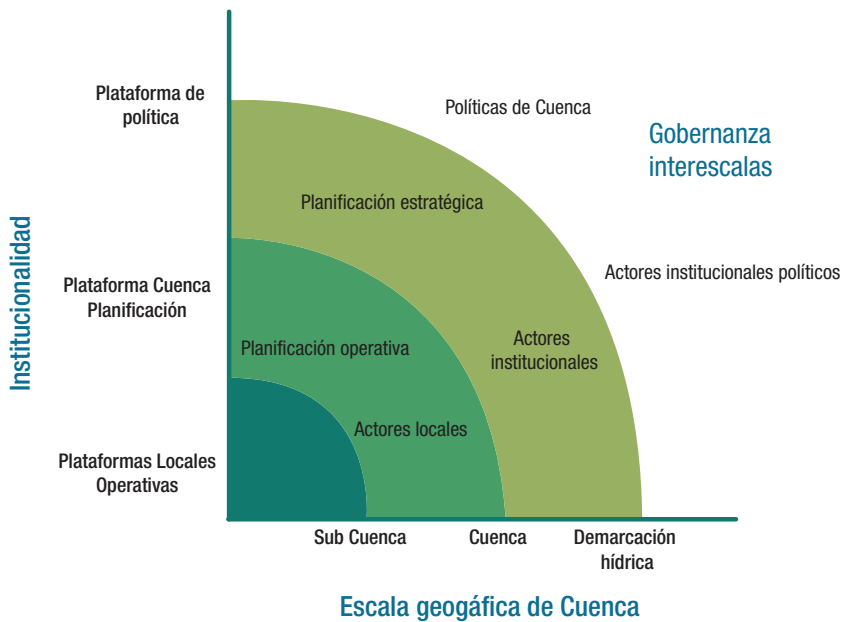 Plataforma de
política
Políticas de Cuenca
Gobernanza
interescalas
Planificación estratégica
Institucionalidad
Actores institucionales políticos
Plataforma Cuenca
Planificación
Planificación operativa
Actores
institucionales
Actores locales
Plataformas Locales
Operativas
Sub Cuenca
Cuenca
Demarcación
hídrica
Escala geogáfica de Cuenca